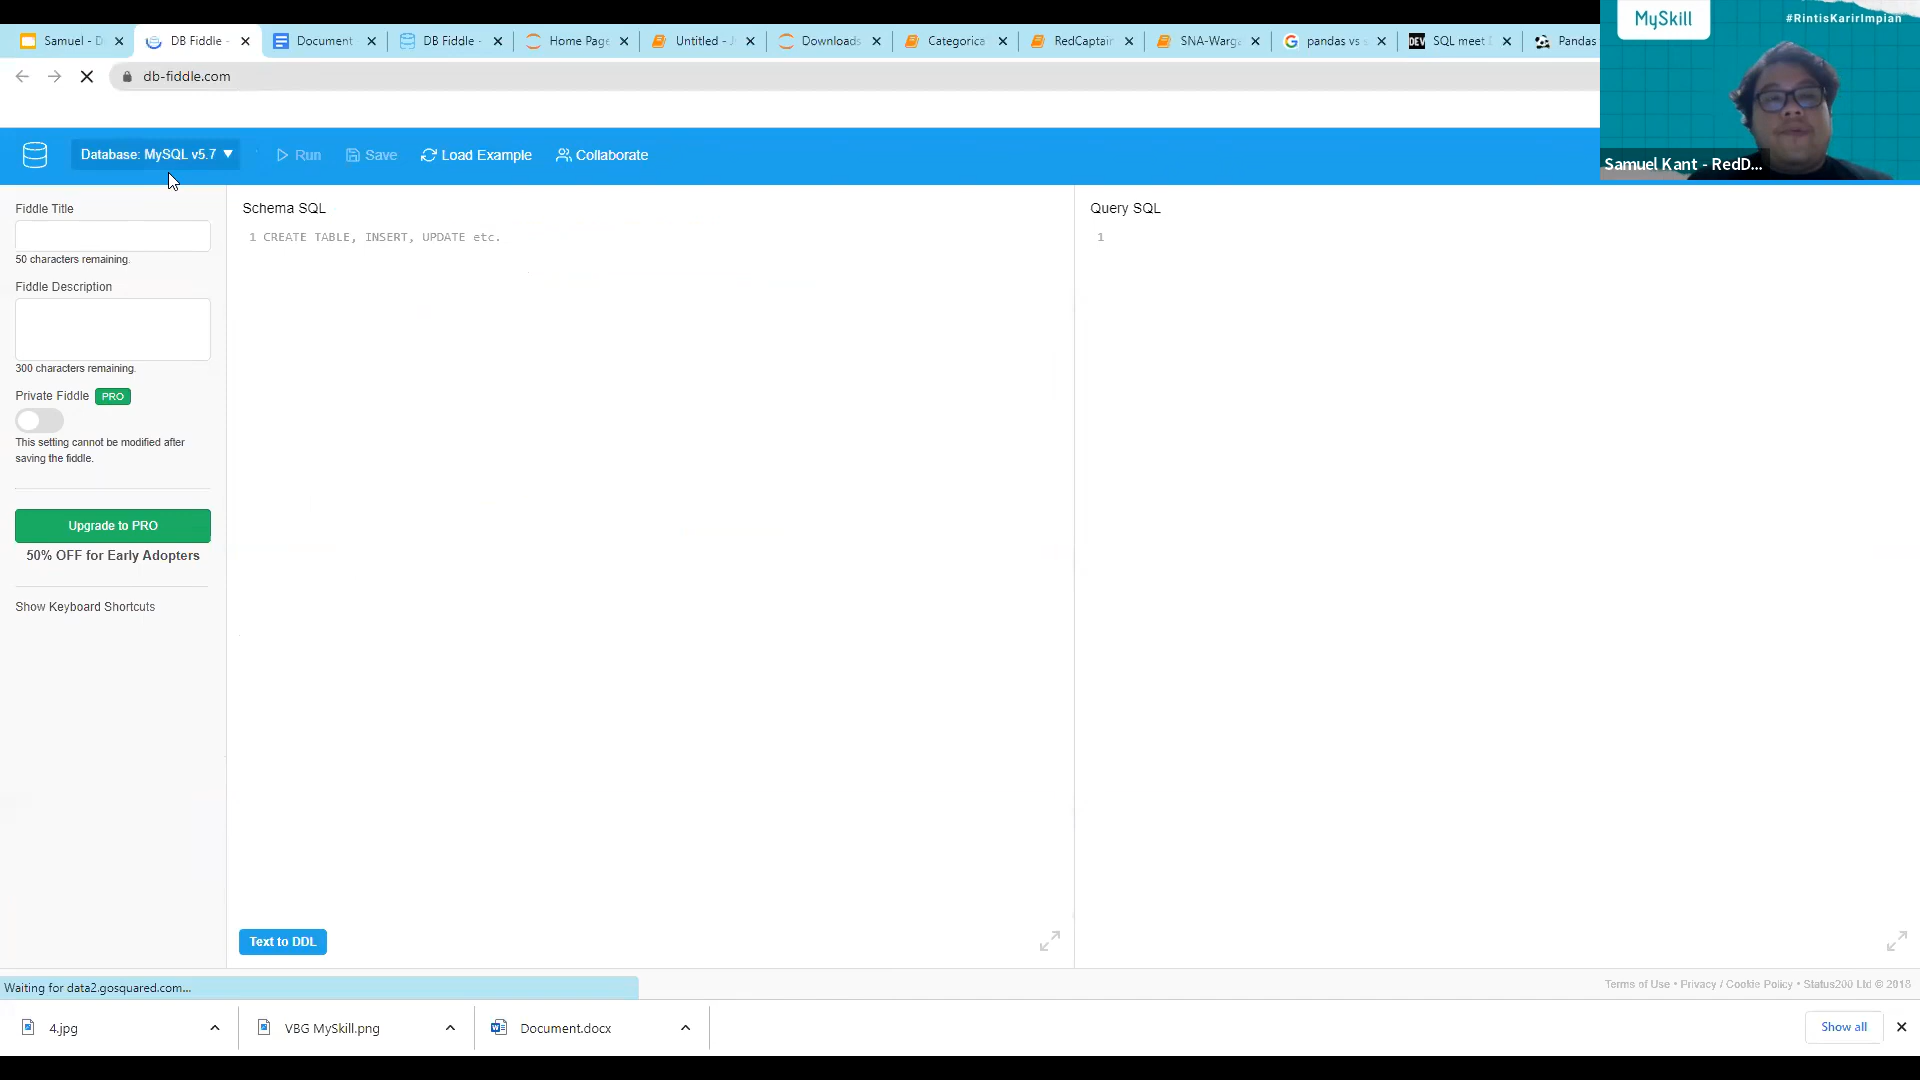 Samuel - D
DB Fiddle -
Document
DB Fiddle -
Home Page
Untitled - J
Downloads
Categorica
RedCaptain
SNA-Warga
pandas vs s
DEV
SQL meet D
Pandas
db-fiddle.com
MySkill
#RintisKarirImpian
Samuel Kant - RedD...
Database: MySQL v5.7
Run
Save
Load Example
Collaborate
Fiddle Title
50 characters remaining.
Fiddle Description
300 characters remaining.
Private Fiddle PRO
This setting cannot be modified after
saving the fiddle.
Upgrade to PRO
50% OFF for Early Adopters
Show Keyboard Shortcuts
Schema SQL
1 CREATE TABLE, INSERT, UPDATE etc.
Query SQL
1
Text to DDL
Waiting for data2.gosquared.com...
Terms of Use • Privacy / Cookie Policy • Status200 Ltd © 2018
4.jpg
VBG MySkill.png
Document.docx
Show all